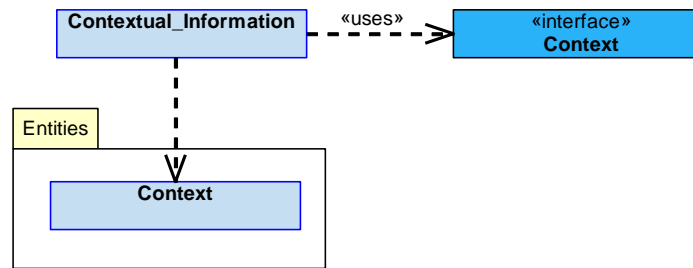 Contextual_Information
«uses»
«interface»
Context
Entities
Context